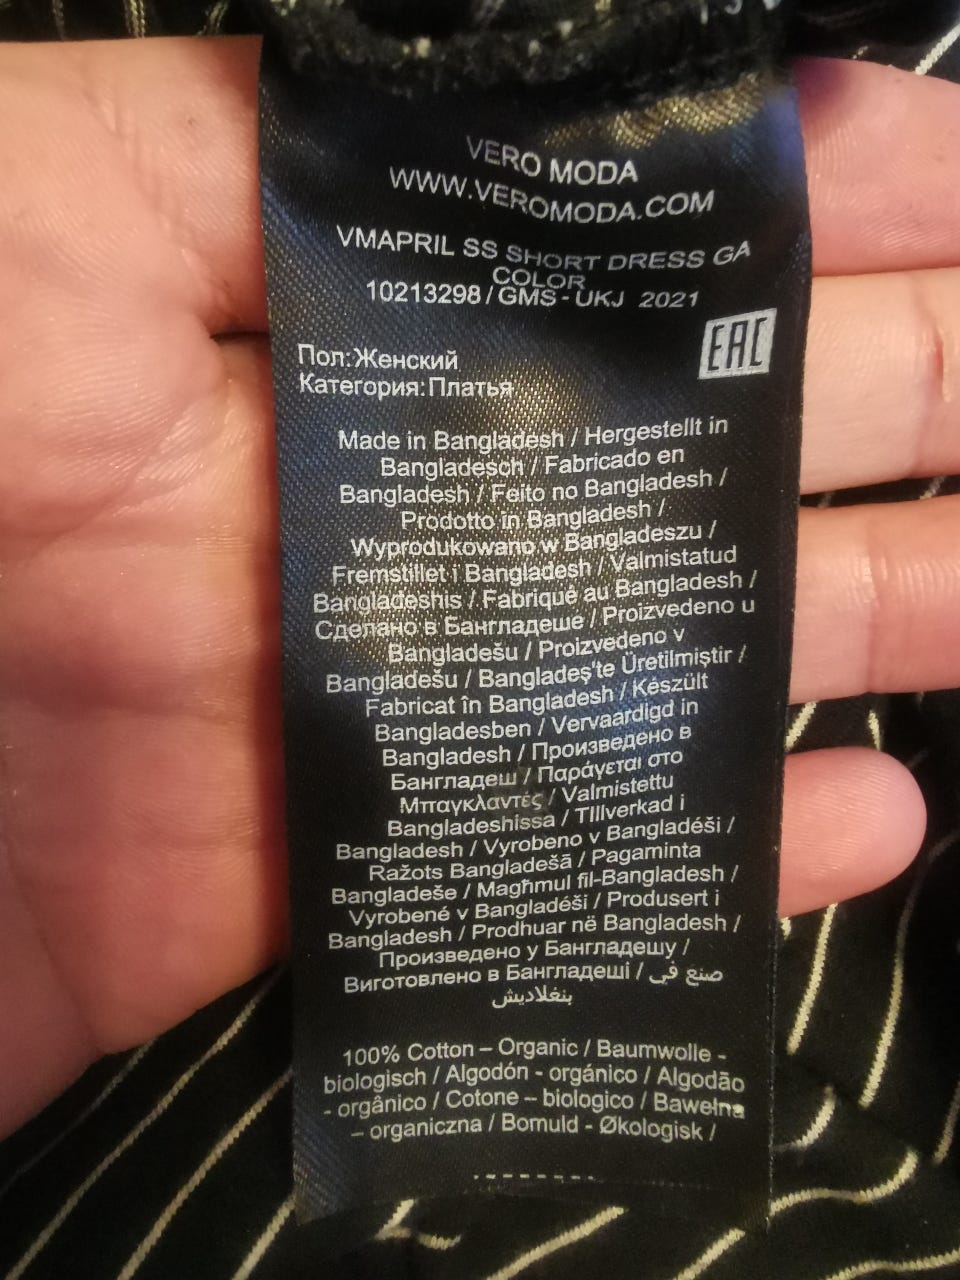 VERO MODA
WWW.VEROMODA.COM
VMAPRIL SS SHORT DRESS GA
COLOR
10213298 / GMS - UKJ 2021
EAC
Пол:Женский
Категория:Платья
Made in Bangladesh / Hergestellt in
Bangladesch / Fabricado en
Bangladesh / Feito no Bangladesh /
Prodotto in Bangladesh /
Wyprodukowano w Bangladeszu /
Fremstillet i Bangladesh / Valmistatud
Bangladeshis / Fabriqué au Bangladesh /
Сделано в Бангладеше / Proizvedeno u
Bangladešu / Proizvedeno v
Bangladešu / Bangladeş'te Üretilmiştir /
Fabricat în Bangladesh / Készült
Bangladesben / Vervaardigd in
Bangladesh / Произведено в
Бангладеш / Παράγεται στο
Μπαγκλαντές / Valmistettu
Bangladeshissa / TIllverkad i
Bangladesh / Vyrobeno v Bangladéši /
Ražots Bangladešā / Pagaminta
Bangladeše / Magħmul fil-Bangladesh /
Vyrobené v Bangladéši / Produsert i
Bangladesh / Prodhuar në Bangladesh /
Произведено у Бангладешу /
Виготовлено в Бангладеші / صنع في
بنغلاديش
100% Cotton – Organic / Baumwolle -
biologisch / Algodón - orgánico / Algodão
- orgânico / Cotone – biologico / Bawełna
– organiczna / Bomuld - Økologisk /